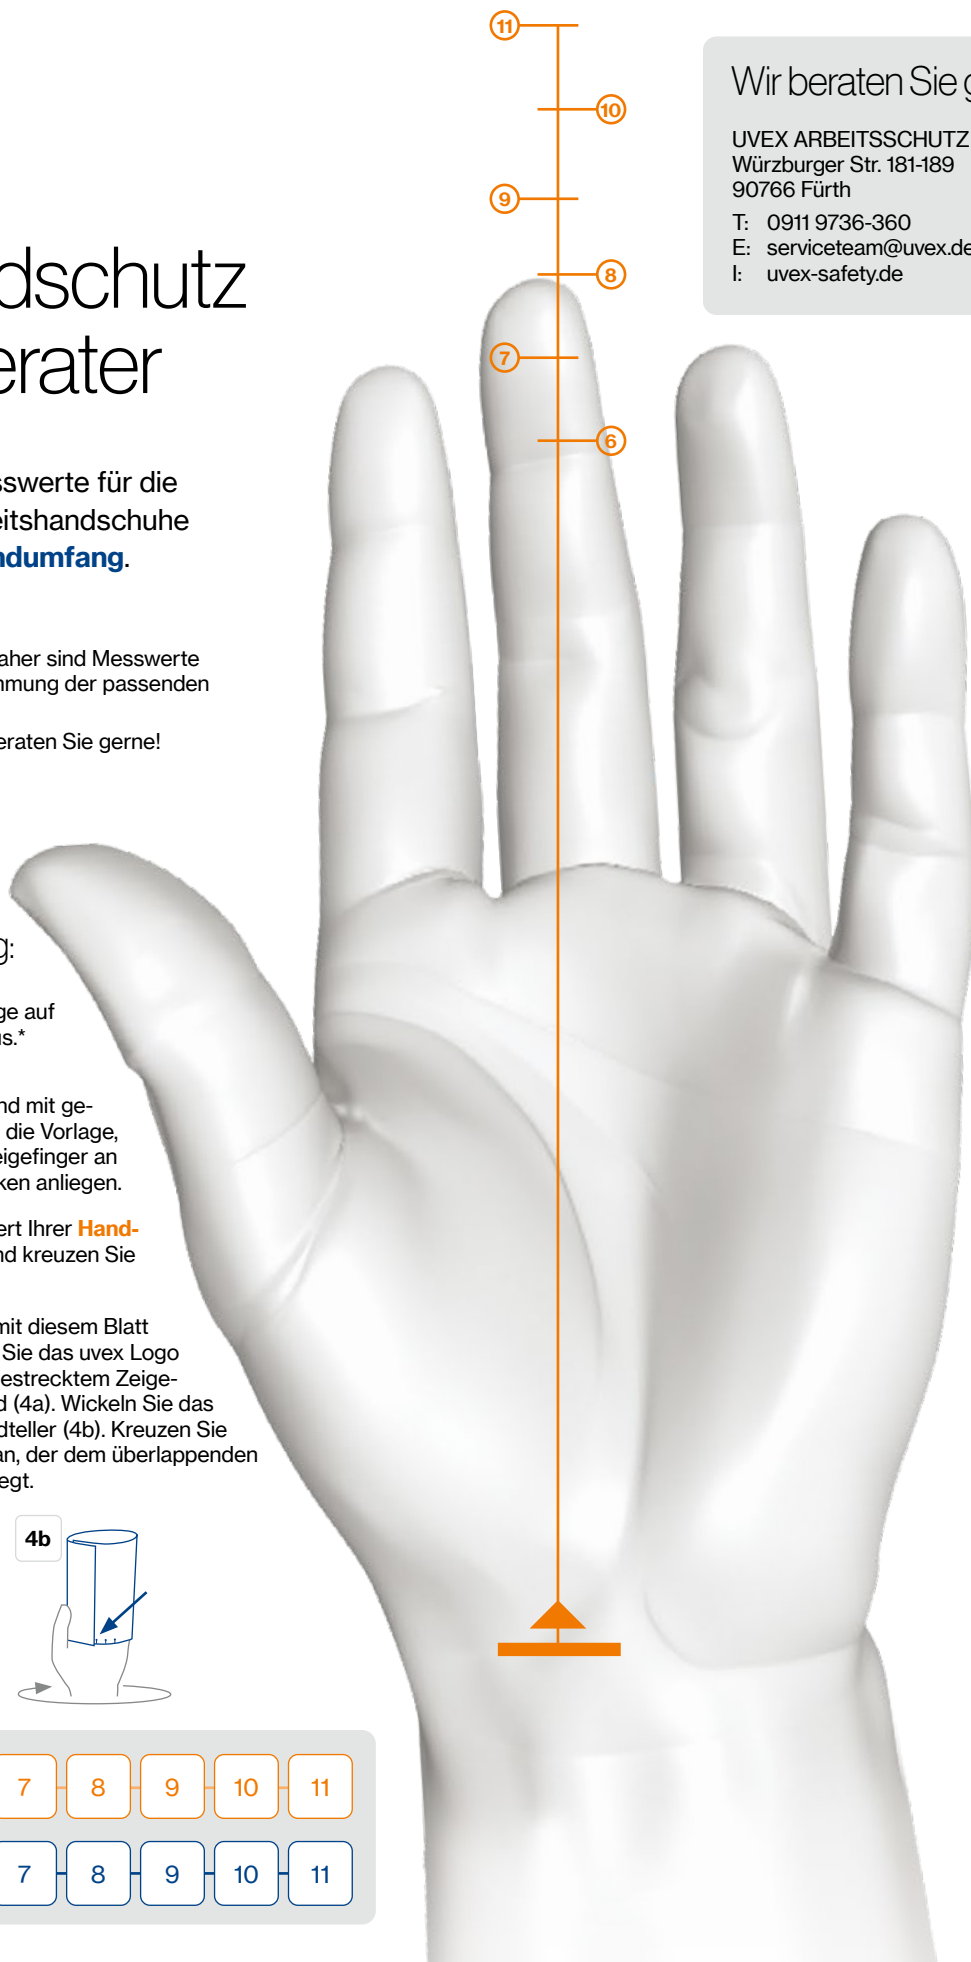 11
10
9
8
7
6
Wir beraten Sie g
UVEX ARBEITSSCHUTZ
Würzburger Str. 181-189
90766 Fürth
T: 0911 9736-360
E: serviceteam@uvex.de
I: uvex-safety.de
dschutz
erater
sswerte für die
eitshandschuhe
ndumfang.
aher sind Messwerte
nmung der passenden
eraten Sie gerne!
g:
ge auf
us.*
nd mit ge-
die Vorlage,
eigefinger an
ken anliegen.
ert Ihrer Hand-
nd kreuzen Sie
mit diesem Blatt
Sie das uvex Logo
estrecktem Zeige-
d (4a). Wickeln Sie das
dteller (4b). Kreuzen Sie
an, der dem überlappenden
egt.
4b
7 8 9 10 11
7 8 9 10 11